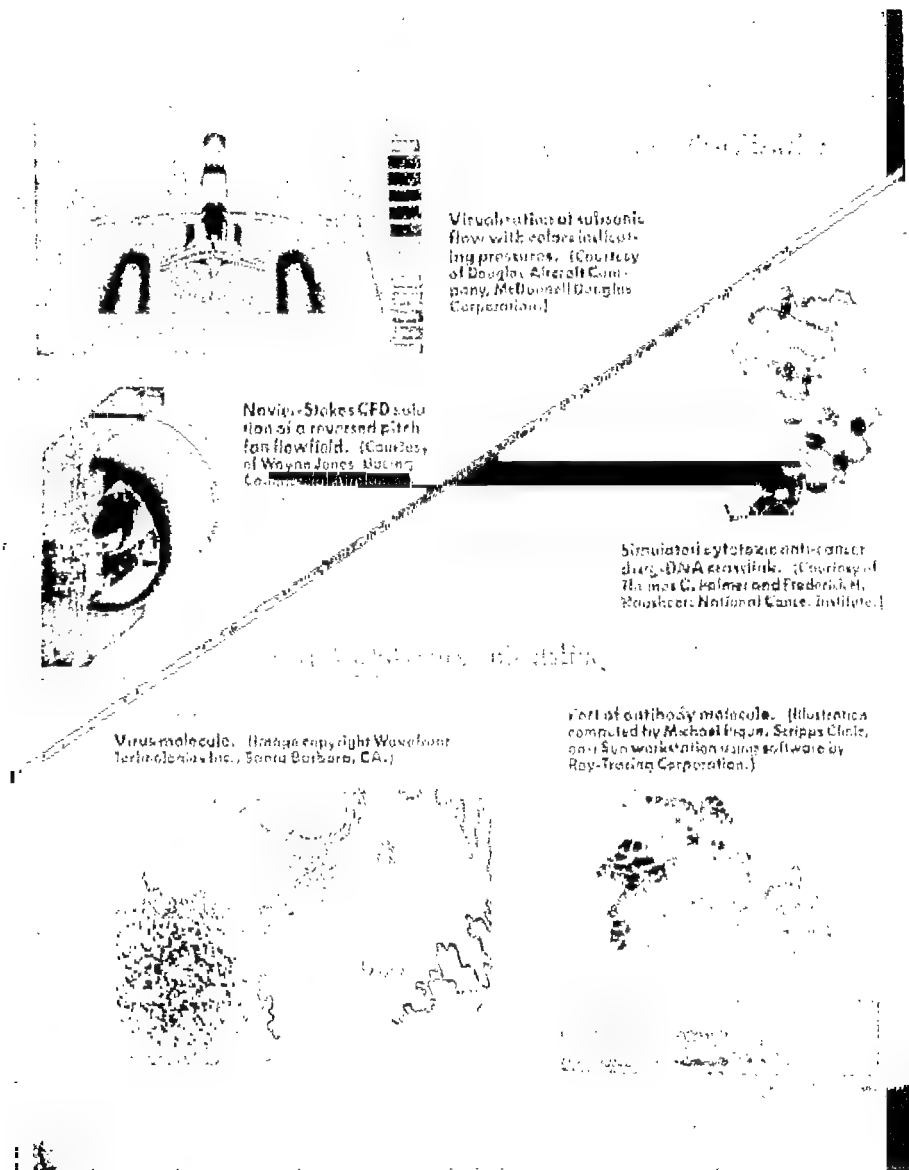 Visualization of subsonic
flow with colors indicat-
ing pressures. (Courtesy
of Douglas Aircraft Com-
pany, McDonnell Douglas
Corporation.)
Navier-Stokes CFD solu
tion of a reversed pitch
fan flowfield. (Courtesy
of Wayne Jones, Boeing
Simulated cytotoxic anti-cancer
drug-DNA crosslink. (Courtesy of
Thomas C. Palmer and Frederick H.
National Cancer Institute.)
modeling
Virus molecule. (Image copyright Wavefront
Technologies Inc., Santa Barbara, CA.)
Part of antibody molecule. (Illustration
computed by Michael Pique, Scripps Clinic,
on a Sun workstation using software by
Ray-Tracing Corporation.)